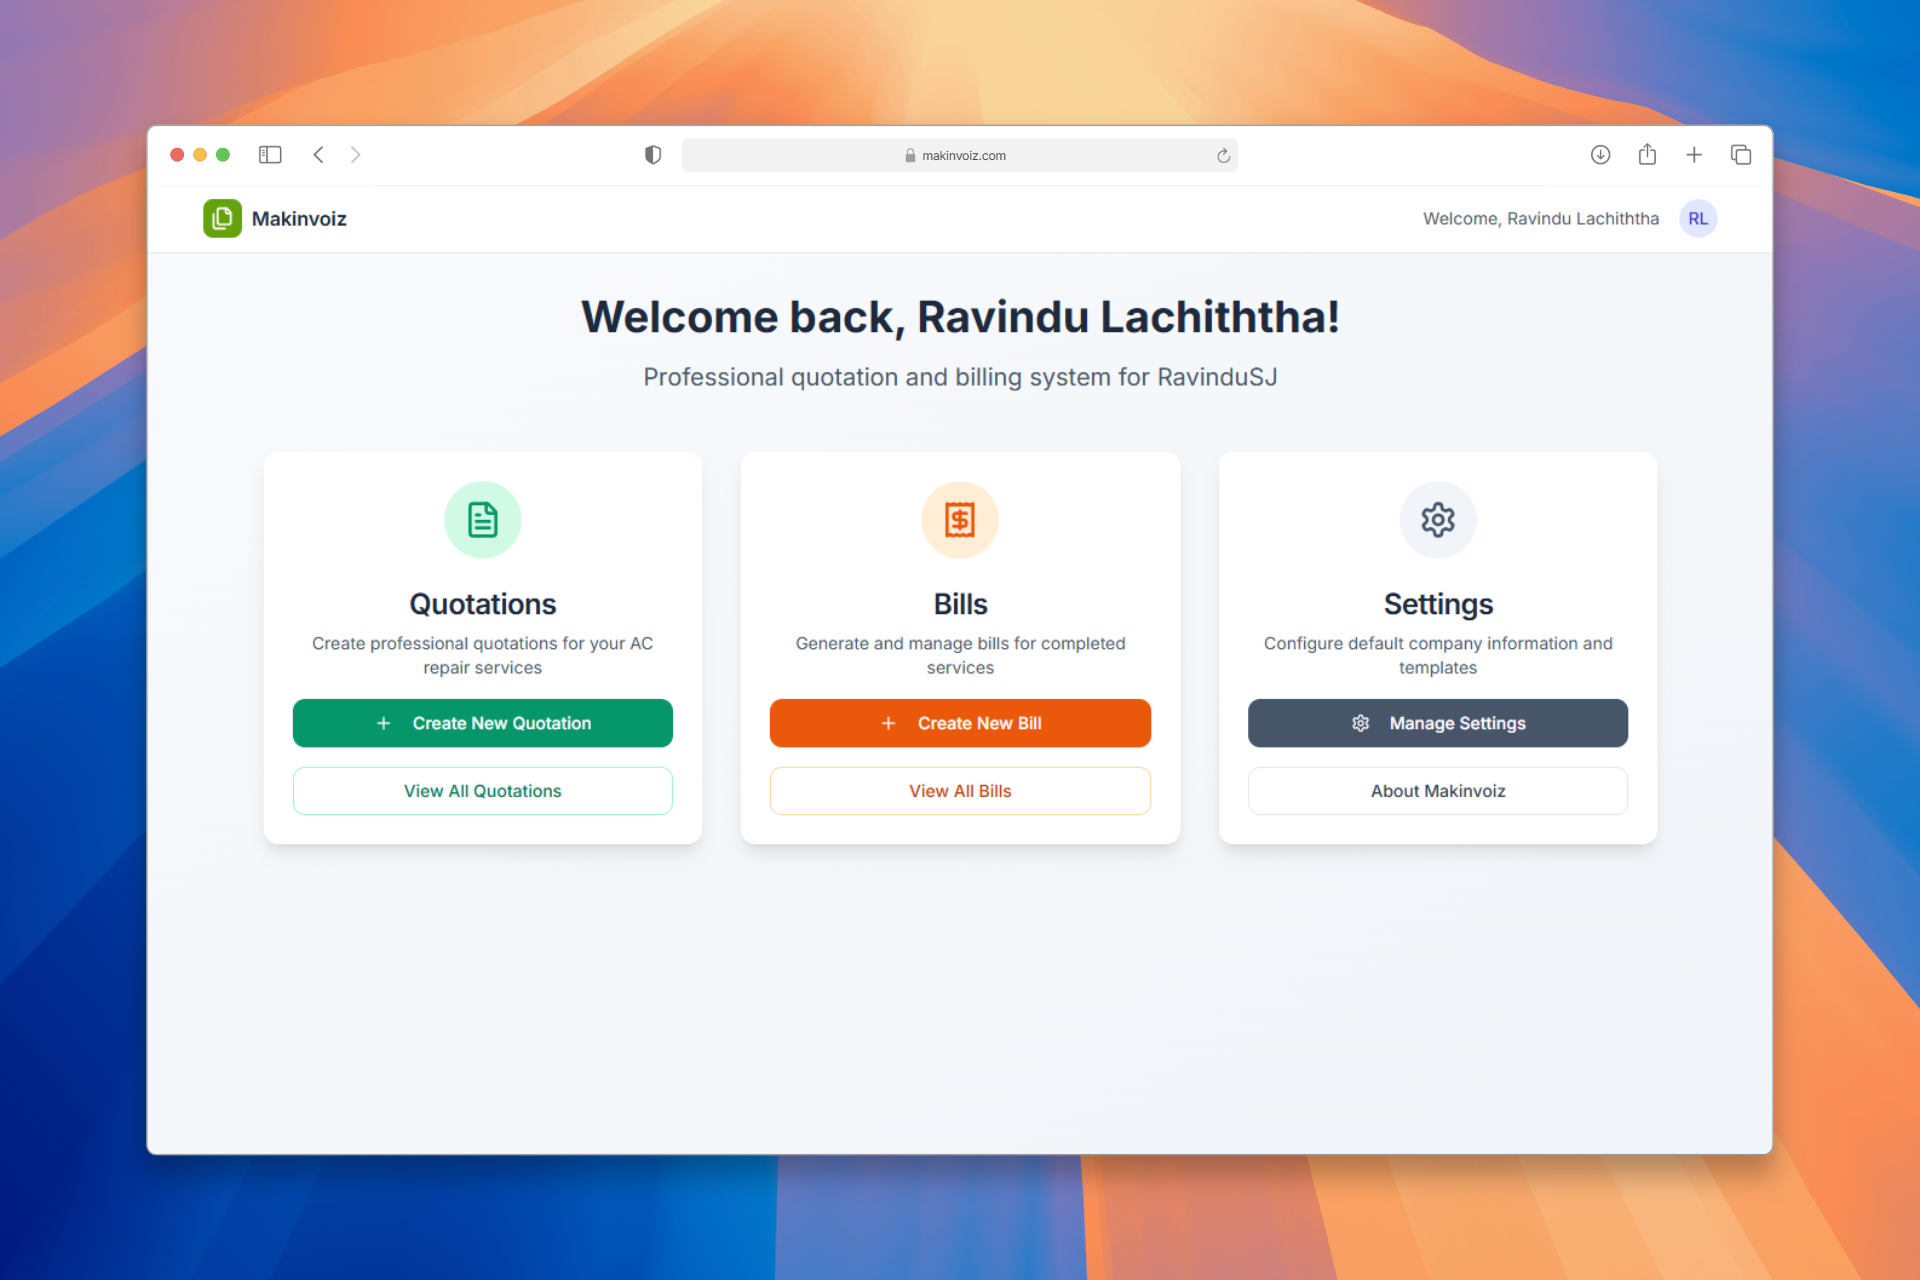 makinvoiz.com
Makinvoiz
Welcome, Ravindu Lachiththa
RL
Welcome back, Ravindu Lachiththa!
Professional quotation and billing system for RavinduSJ
Quotations
Create professional quotations for your AC
repair services
Create New Quotation
View All Quotations
$
Bills
Generate and manage bills for completed
services
Create New Bill
View All Bills
Settings
Configure default company information and
templates
Manage Settings
About Makinvoiz